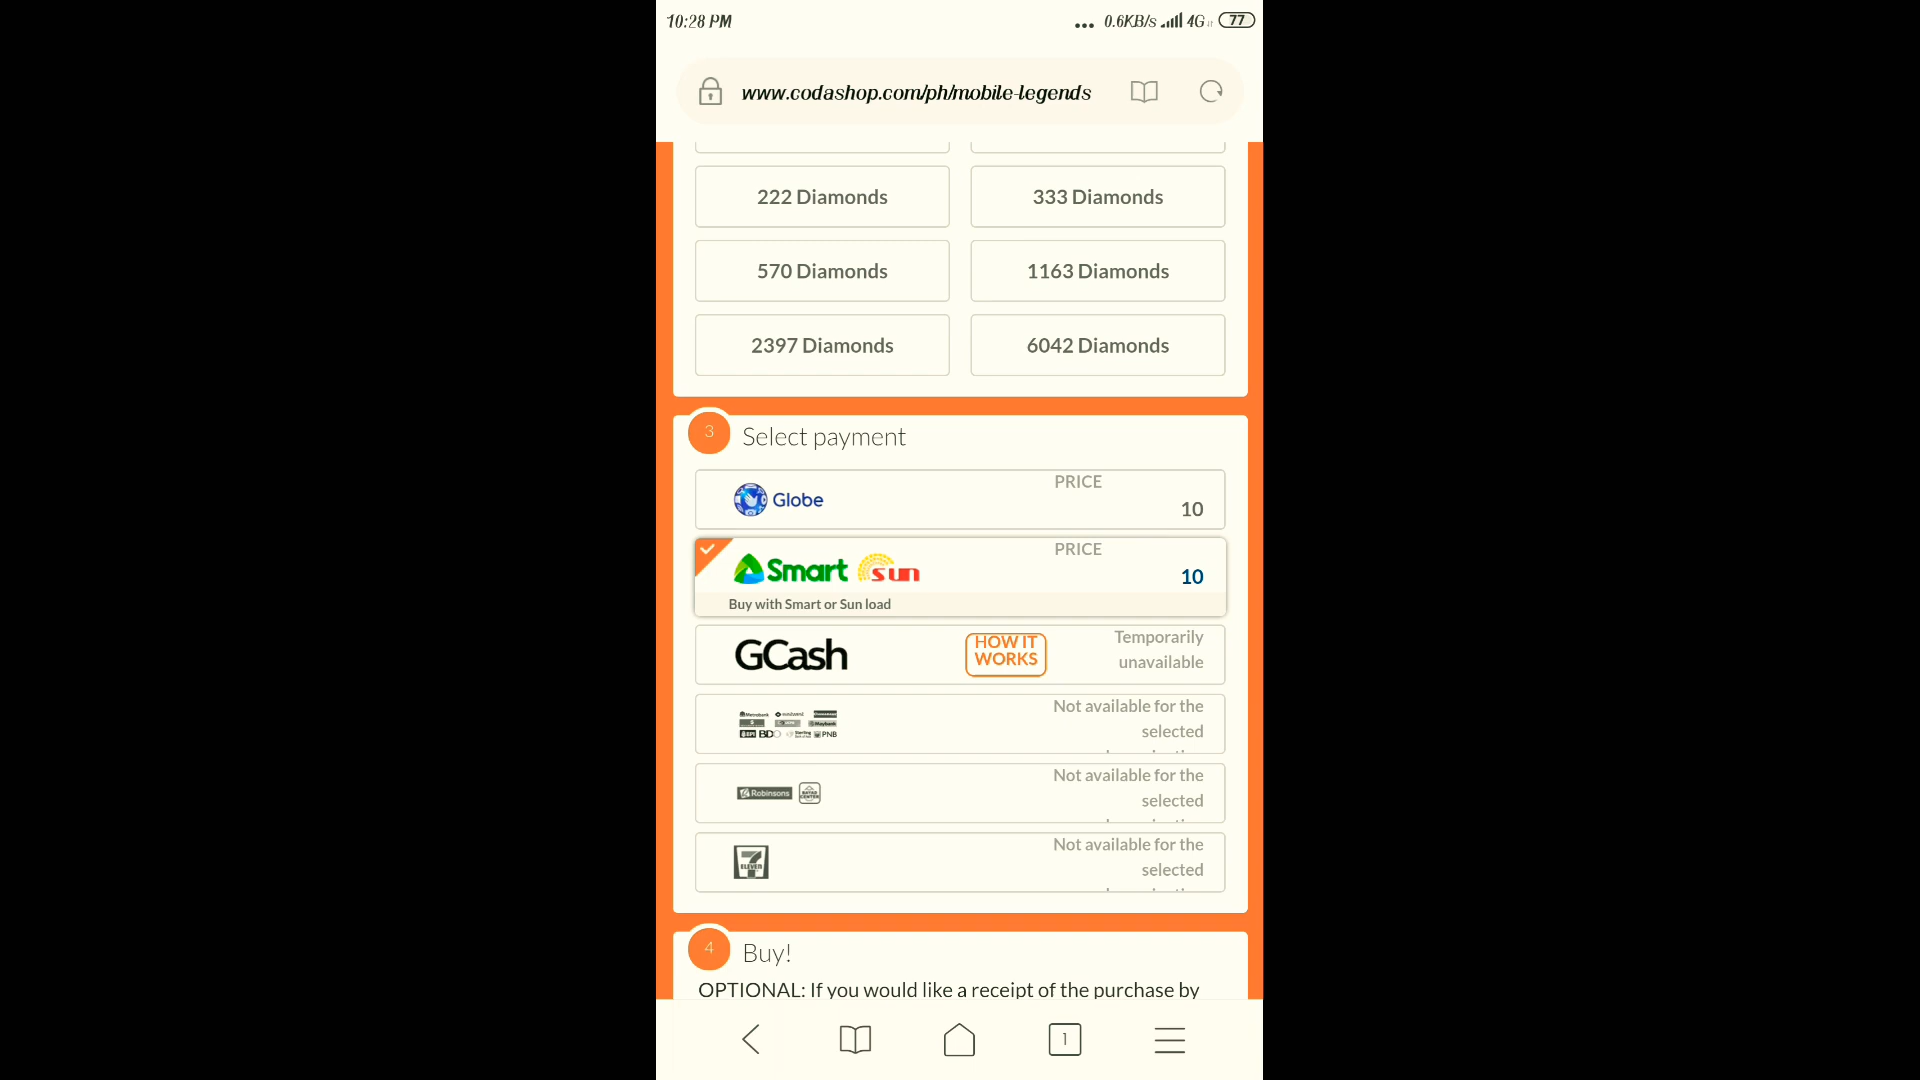 10:28 PM
... 0.6KB/s 4G 77
www.codashop.com/ph/mobile-legends
222 Diamonds
333 Diamonds
570 Diamonds
1163 Diamonds
2397 Diamonds
6042 Diamonds
3 Select payment
Globe
PRICE
10
Smart Sun
PRICE
10
Buy with Smart or Sun load
GCash
HOW IT
WORKS
Temporarily
unavailable
Metrobank
Maybank
BPI BDO PNB
Not available for the
selected
Robinsons
Not available for the
selected
7 ELEVEN
Not available for the
selected
4 Buy!
OPTIONAL: If you would like a receipt of the purchase by
1